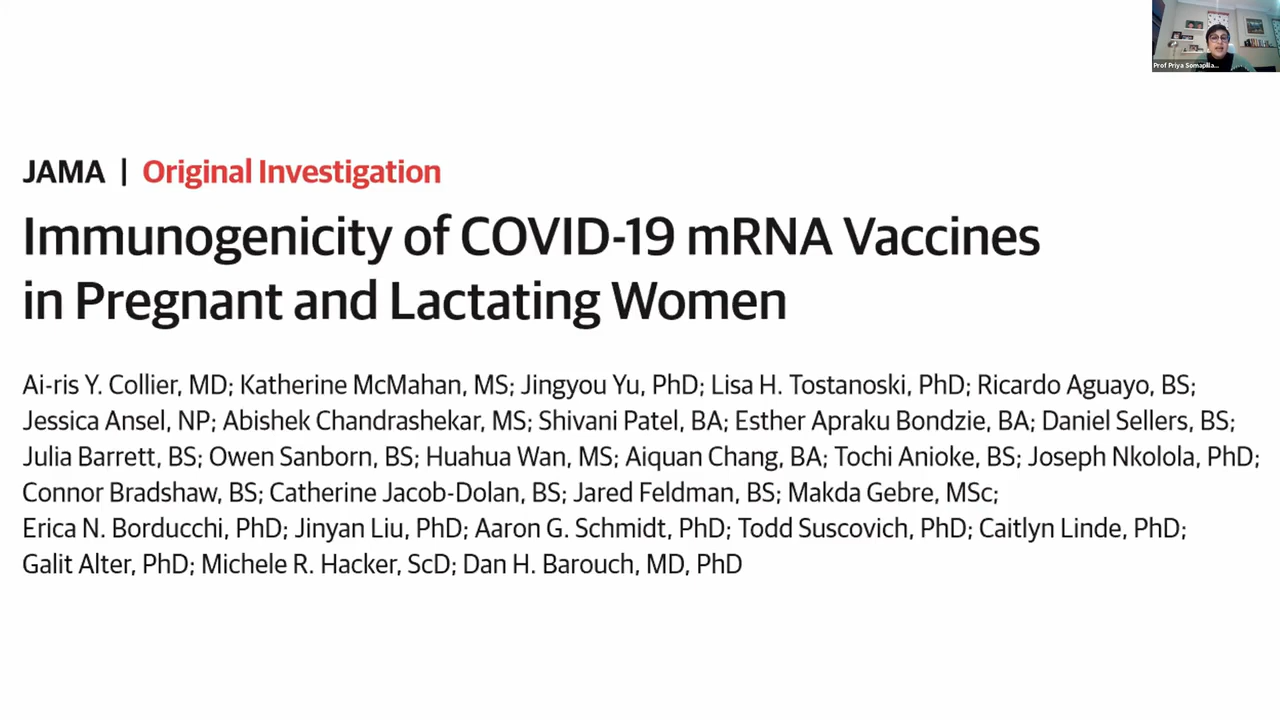 Prof Priya Somapilla...
JAMA | Original Investigation
Immunogenicity of COVID-19 mRNA Vaccines
in Pregnant and Lactating Women
Ai-ris Y. Collier, MD; Katherine McMahan, MS; Jingyou Yu, PhD; Lisa H. Tostanoski, PhD; Ricardo Aguayo, BS;
Jessica Ansel, NP; Abishek Chandrashekar, MS; Shivani Patel, BA; Esther Apraku Bondzie, BA; Daniel Sellers, BS;
Julia Barrett, BS; Owen Sanborn, BS; Huahua Wan, MS; Aiquan Chang, BA; Tochi Anioke, BS; Joseph Nkolola, PhD;
Connor Bradshaw, BS; Catherine Jacob-Dolan, BS; Jared Feldman, BS; Makda Gebre, MSc;
Erica N. Borducchi, PhD; Jinyan Liu, PhD; Aaron G. Schmidt, PhD; Todd Suscovich, PhD; Caitlyn Linde, PhD;
Galit Alter, PhD; Michele R. Hacker, ScD; Dan H. Barouch, MD, PhD